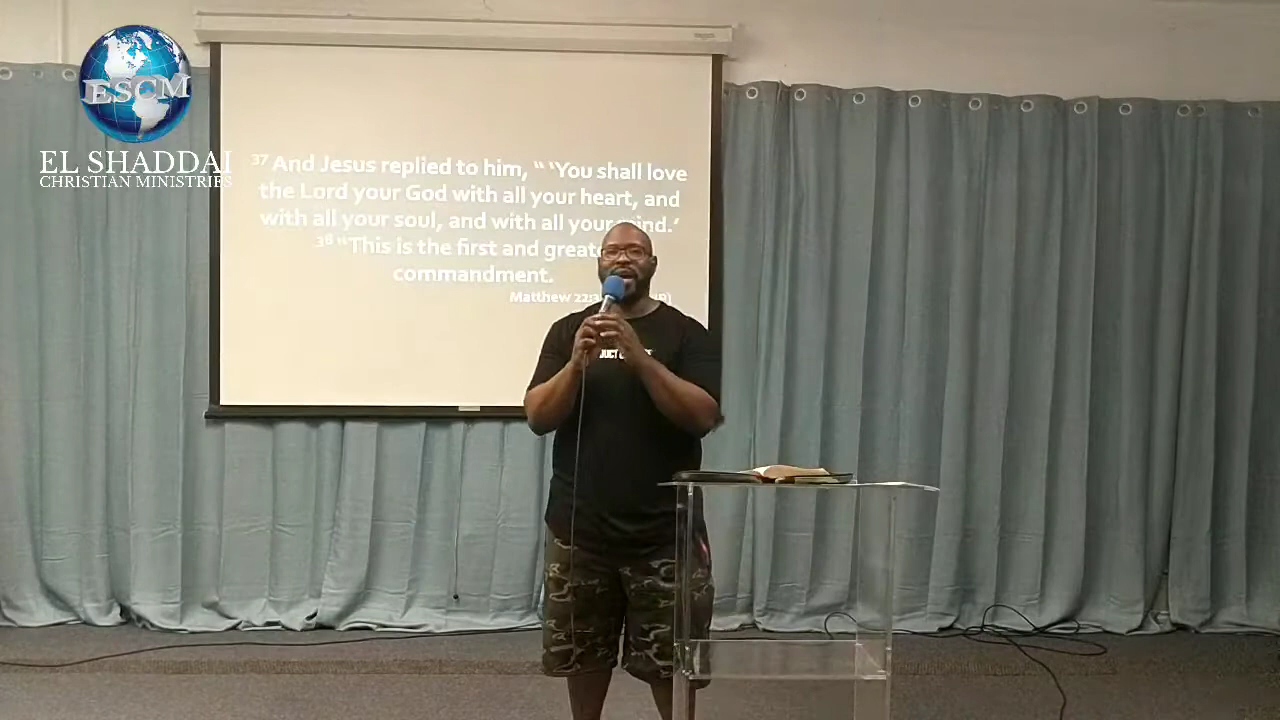 ESCM
EL SHADDAI
CHRISTIAN MINISTRIES
37 And Jesus replied to him, “ ‘You shall love
the Lord your God with all your heart, and
with all your soul, and with all your mind.’
38 “This is the first and
commandment.
Matthew